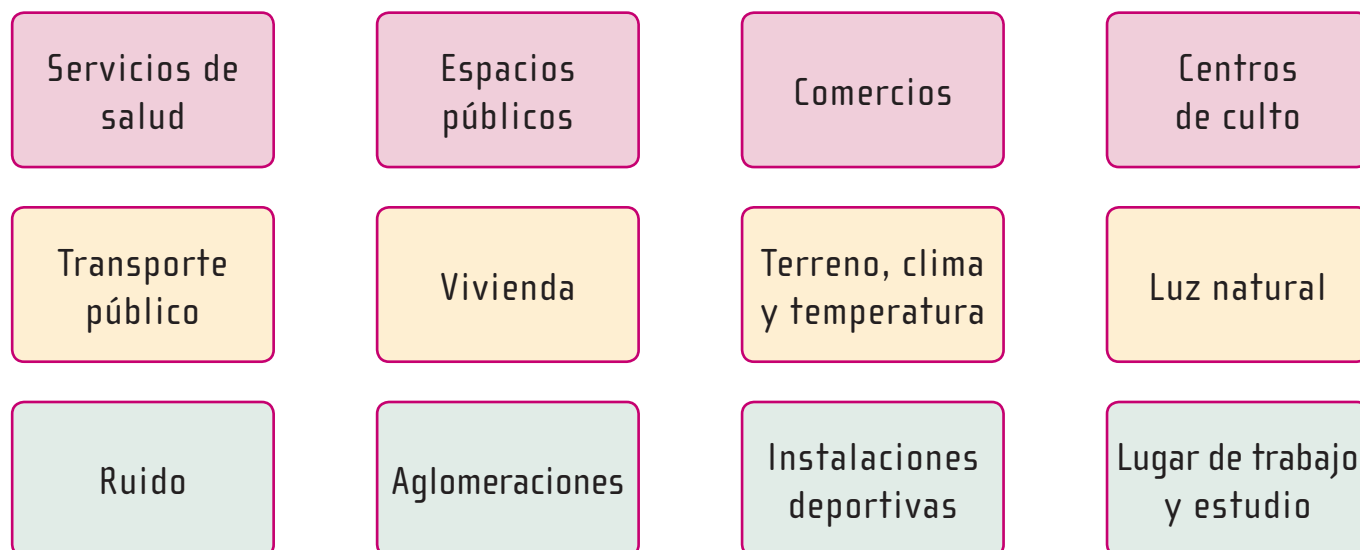 Servicios de
salud
Espacios
públicos
Comercios
Centros
de culto
Transporte
público
Vivienda
Terreno, clima
y temperatura
Luz natural
Ruido
Aglomeraciones
Instalaciones
deportivas
Lugar de trabajo
y estudio